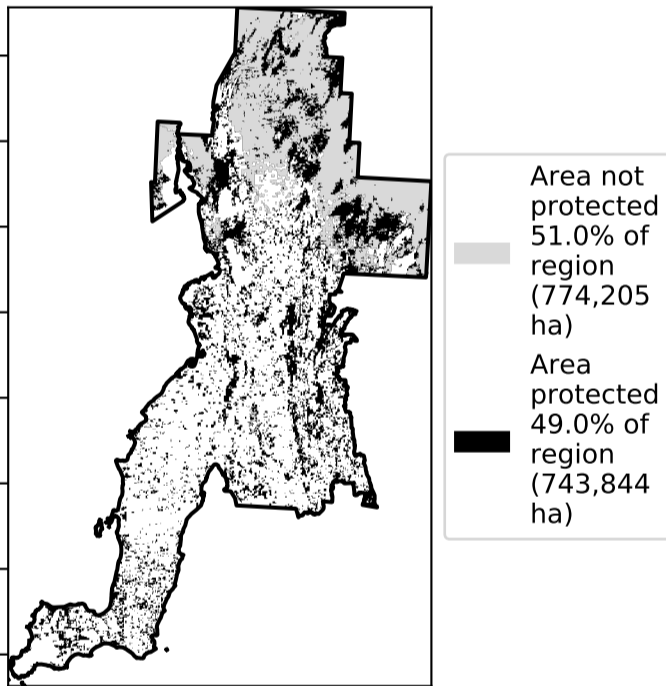 Area not
protected
51.0% of
region
(774,205
ha)
Area
protected
49.0% of
region
(743,844
ha)